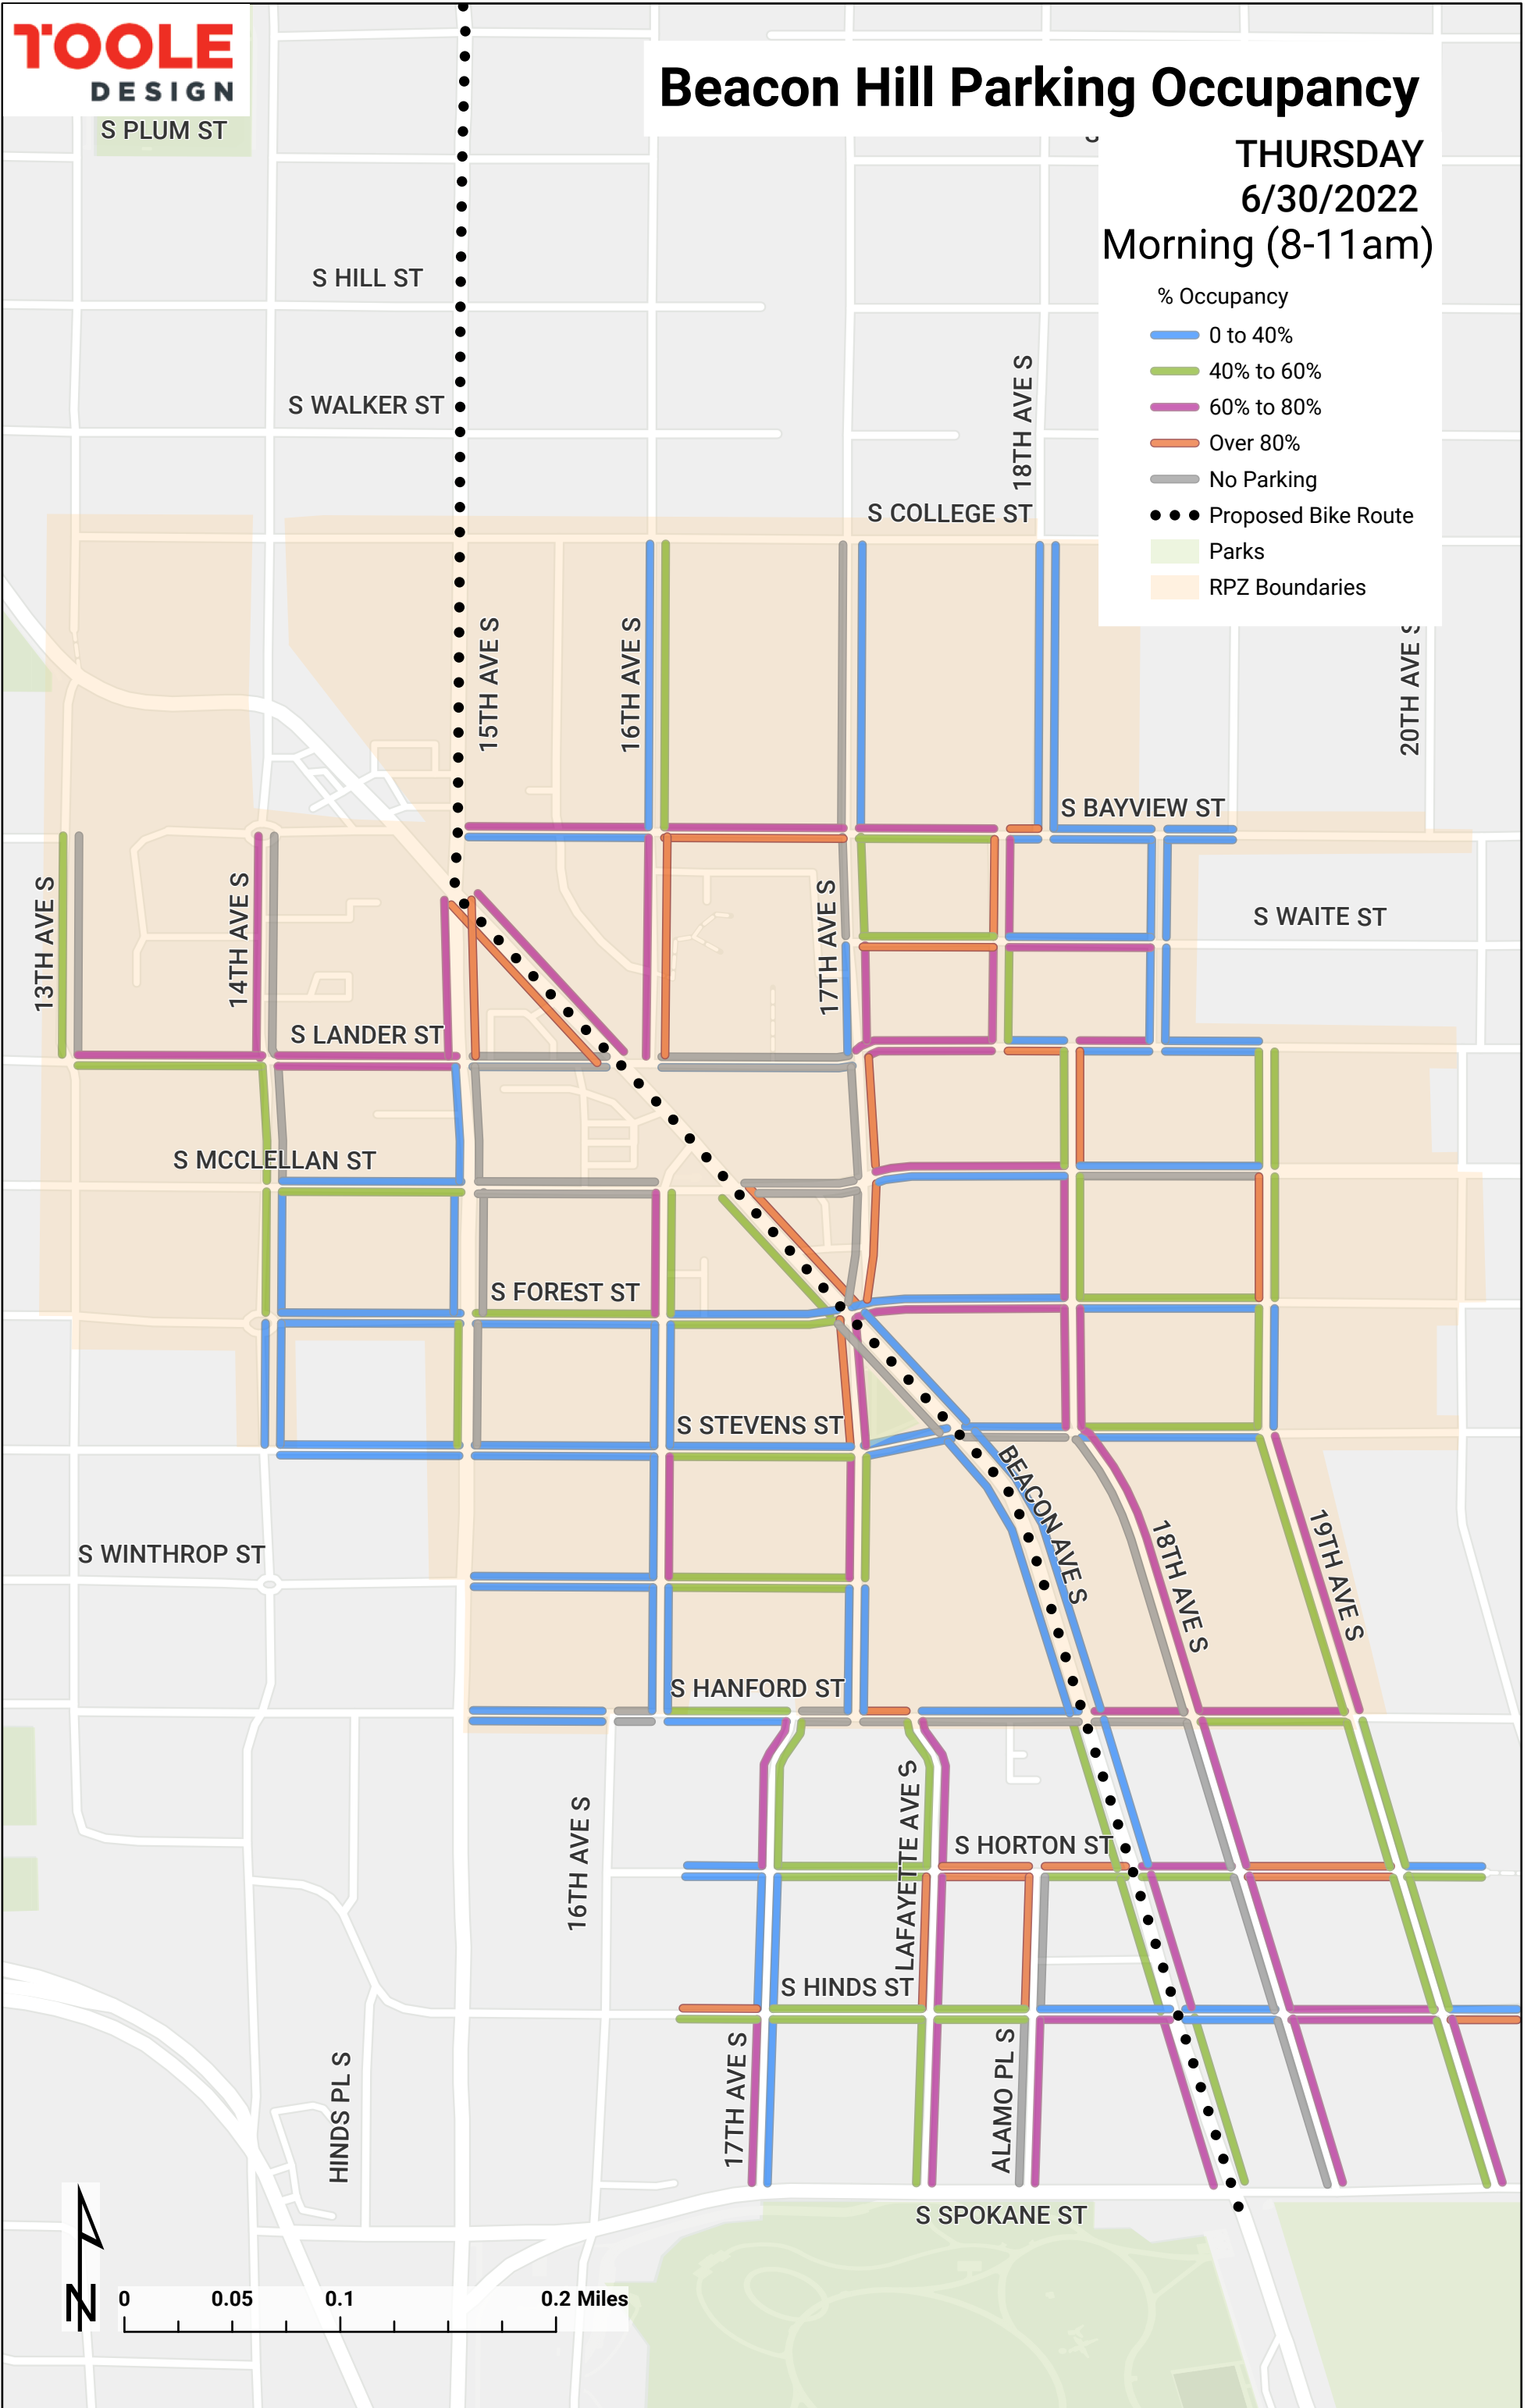 TOOLE
DESIGN
Beacon Hill Parking Occupancy
THURSDAY
6/30/2022
Morning (8-11am)
% Occupancy
0 to 40%
40% to 60%
60% to 80%
Over 80%
No Parking
Proposed Bike Route
Parks
RPZ Boundaries
S PLUM ST
S HILL ST
S WALKER ST
18TH AVE S
S COLLEGE ST
15TH AVE S
16TH AVE S
20TH AVE S
S BAYVIEW ST
13TH AVE S
14TH AVE S
17TH AVE S
S WAITE ST
S LANDER ST
S MCCLELLAN ST
S FOREST ST
S STEVENS ST
BEACON AVE S
18TH AVE S
19TH AVE S
S WINTHROP ST
S HANFORD ST
16TH AVE S
LAFAYETTE AVE S
S HORTON ST
S HINDS ST
HINDS PL S
17TH AVE S
ALAMO PL S
S SPOKANE ST
N
0 0.05 0.1 0.2 Miles